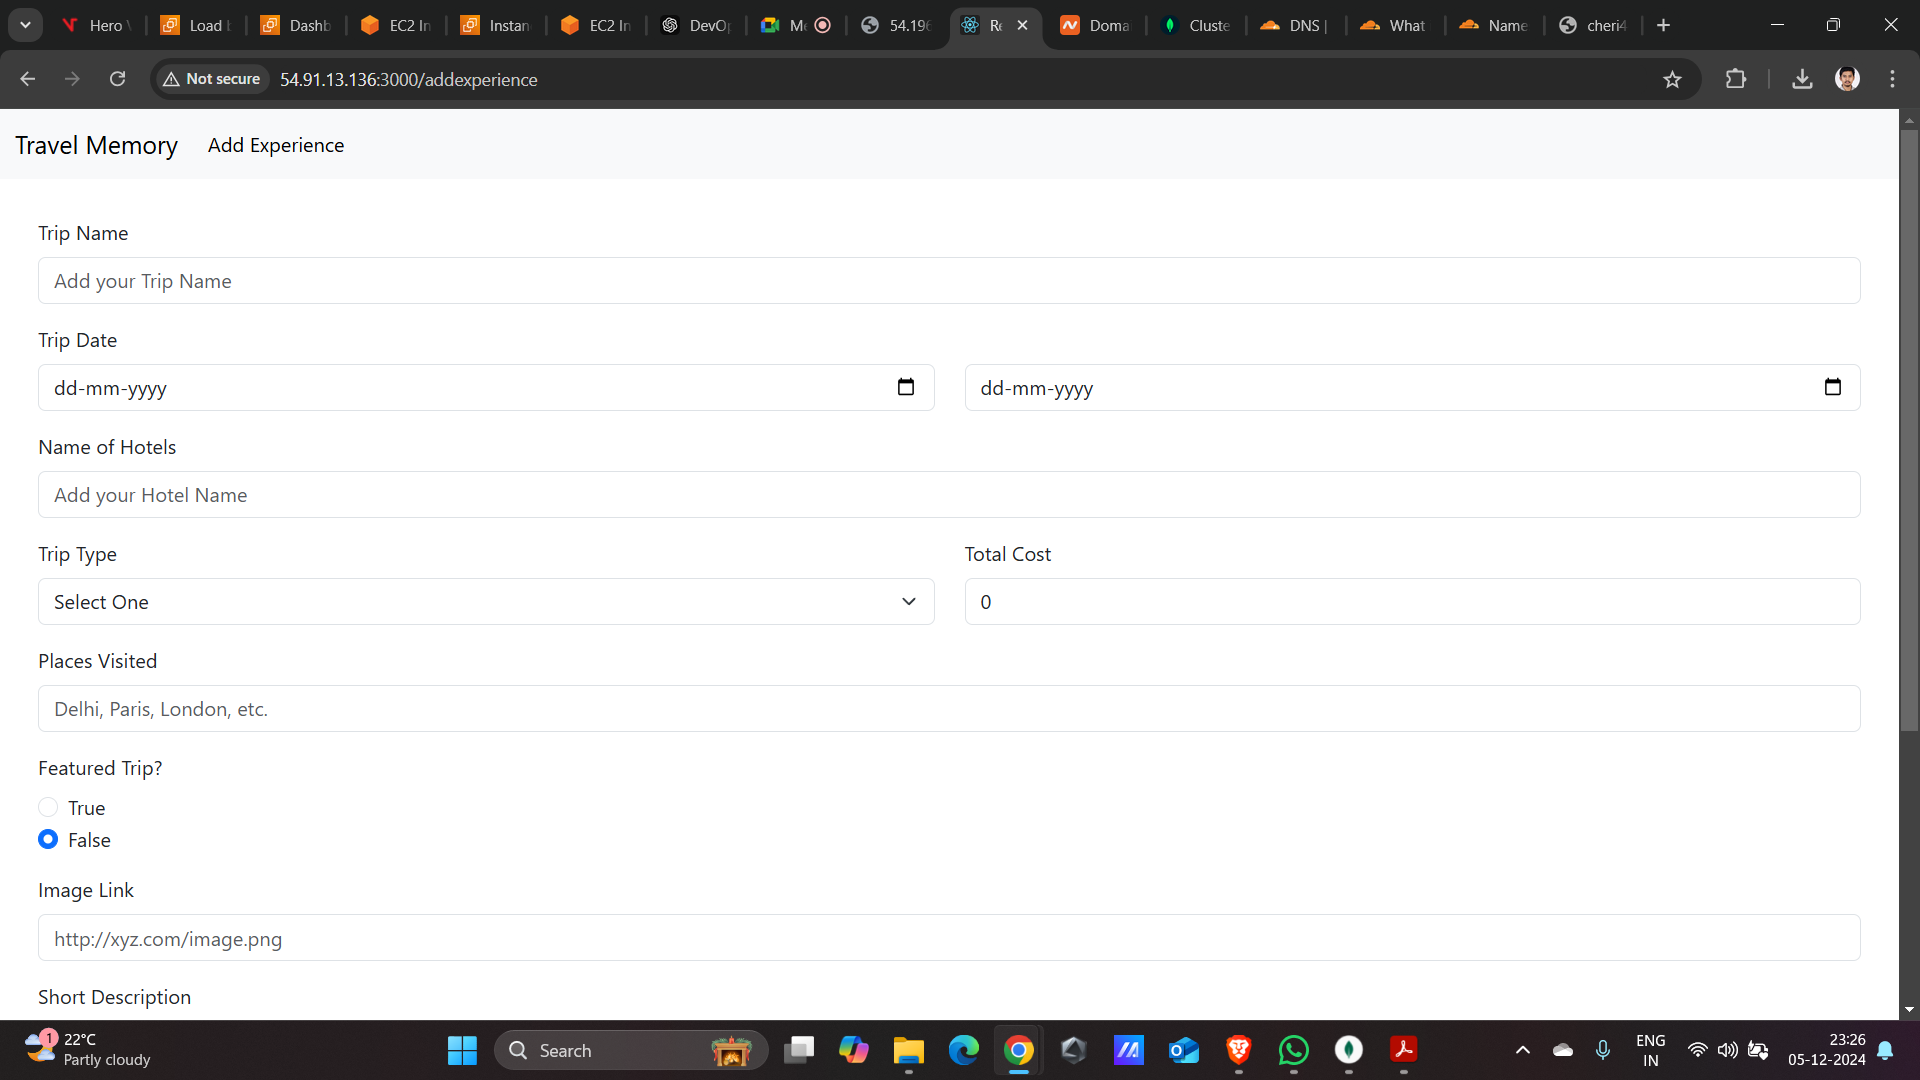 Hero
Load b
Dashb
EC2 In
Instan
EC2 In
DevOp
Me
54.196
Re
Doma
Cluste
DNS |
What
Name
cheri4
Not secure
54.91.13.136:3000/addexperience
Travel Memory
Add Experience
Trip Name
Add your Trip Name
Trip Date
dd-mm-yyyy
dd-mm-yyyy
Name of Hotels
Add your Hotel Name
Trip Type
Total Cost
Select One
0
Places Visited
Delhi, Paris, London, etc.
Featured Trip?
True
False
Image Link
http://xyz.com/image.png
Short Description
1
22°C
Partly cloudy
Search
ENG
IN
23:26
05-12-2024